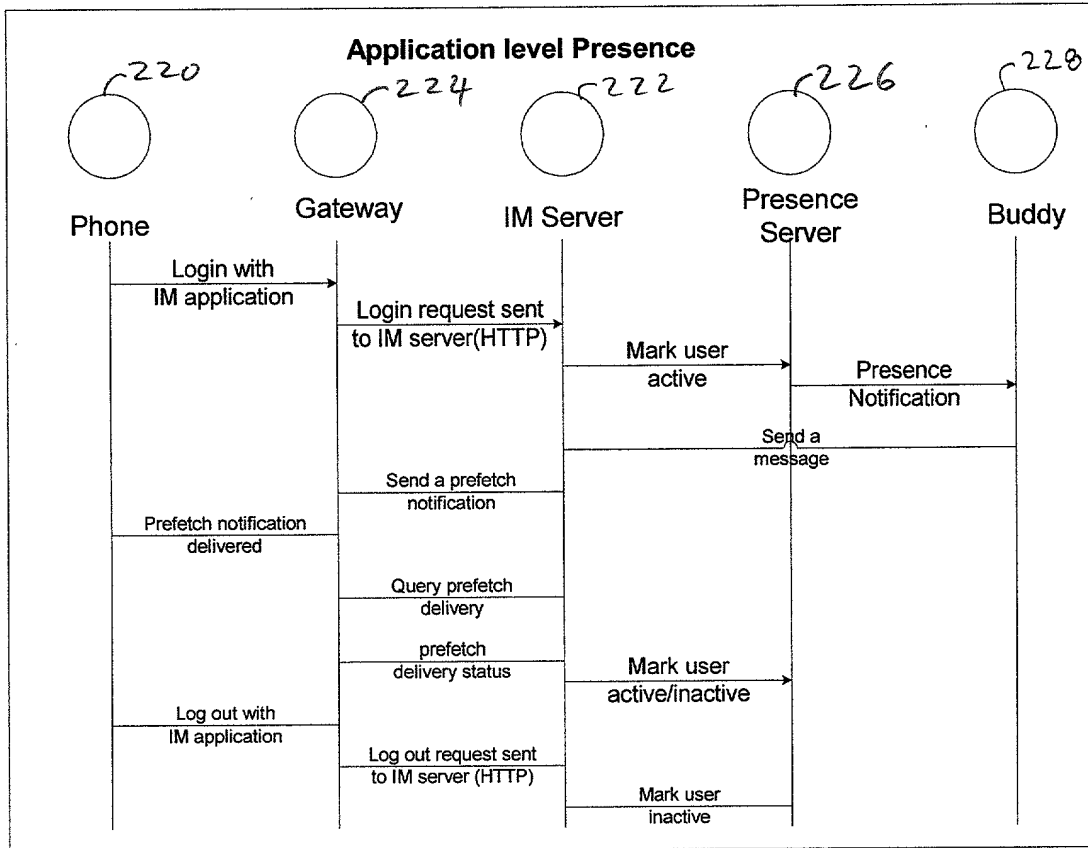 Application level Presence
220
224
222
226
228
Phone
Gateway
IM Server
Presence
Server
Buddy
Login with
IM application
Login request sent
to IM server(HTTP)
Mark user
active
Presence
Notification
Send a
message
Send a prefetch
notification
Prefetch notification
delivered
Query prefetch
delivery
prefetch
delivery status
Mark user
active/inactive
Log out with
IM application
Log out request sent
to IM server (HTTP)
Mark user
inactive